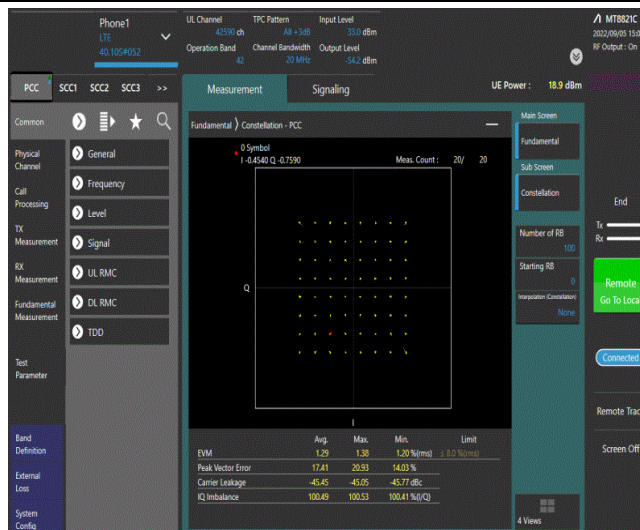 Phone1
LTE
40.10S#052
UL Channel
42590 ch
TPC Pattern
All +3dB
Input Level
33.0 dBm
Operation Band
42
Channel Bandwidth
20 MHz
Output Level
-54.2 dBm
MT8821C
2022/09/05 15:0
RF Output : On
PCC SCC1 SCC2 SCC3 >>
Measurement
Signaling
UE Power : 18.9 dBm
Common
Physical
Channel
Call
Processing
TX
Measurement
RX
Measurement
Fundamental
Measurement
Test
Parameter
Band
Definition
External
Loss
System
Config
General
Frequency
Level
Signal
UL RMC
DL RMC
TDD
Fundamental 〉 Constellation - PCC
0 Symbol
I -0.4540 Q -0.7590
Meas. Count : 20/ 20
Q
I
Avg. Max. Min. Limit
EVM 1.29 1.38 1.20 %(rms) ≤ 8.0 %(rms)
Peak Vector Error 17.41 20.93 14.03 %
Carrier Leakage -45.45 -45.05 -45.77 dBc
IQ Imbalance 100.49 100.53 100.41 %(I/Q)
Main Screen
Fundamental
Sub Screen
Constellation
Number of RB
100
Starting RB
0
Interpolation (Constellation)
None
4 Views
End
Tx
Rx
Remote
Go To Loca
Connected
Remote Trac
Screen Off